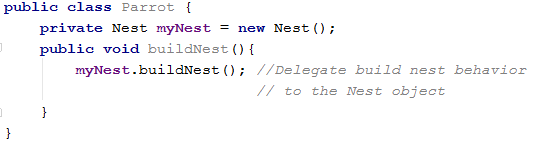 public class Parrot {
    private Nest myNest = new Nest();
    public void buildNest(){
        myNest.buildNest(); //Delegate build nest behavior
                            // to the Nest object
    }
}